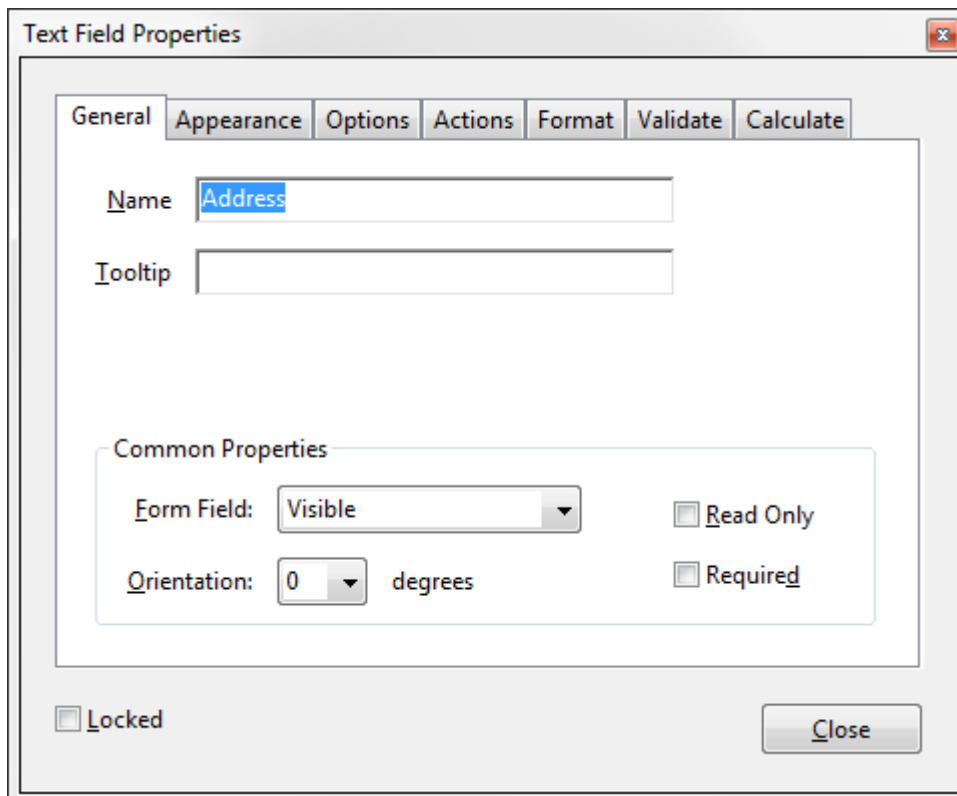 Text Field Properties
General Appearance Options Actions Format Validate Calculate
Name Address
Tooltip
Common Properties
Form Field: Visible Read Only
Orientation: 0 degrees Required
Locked Close